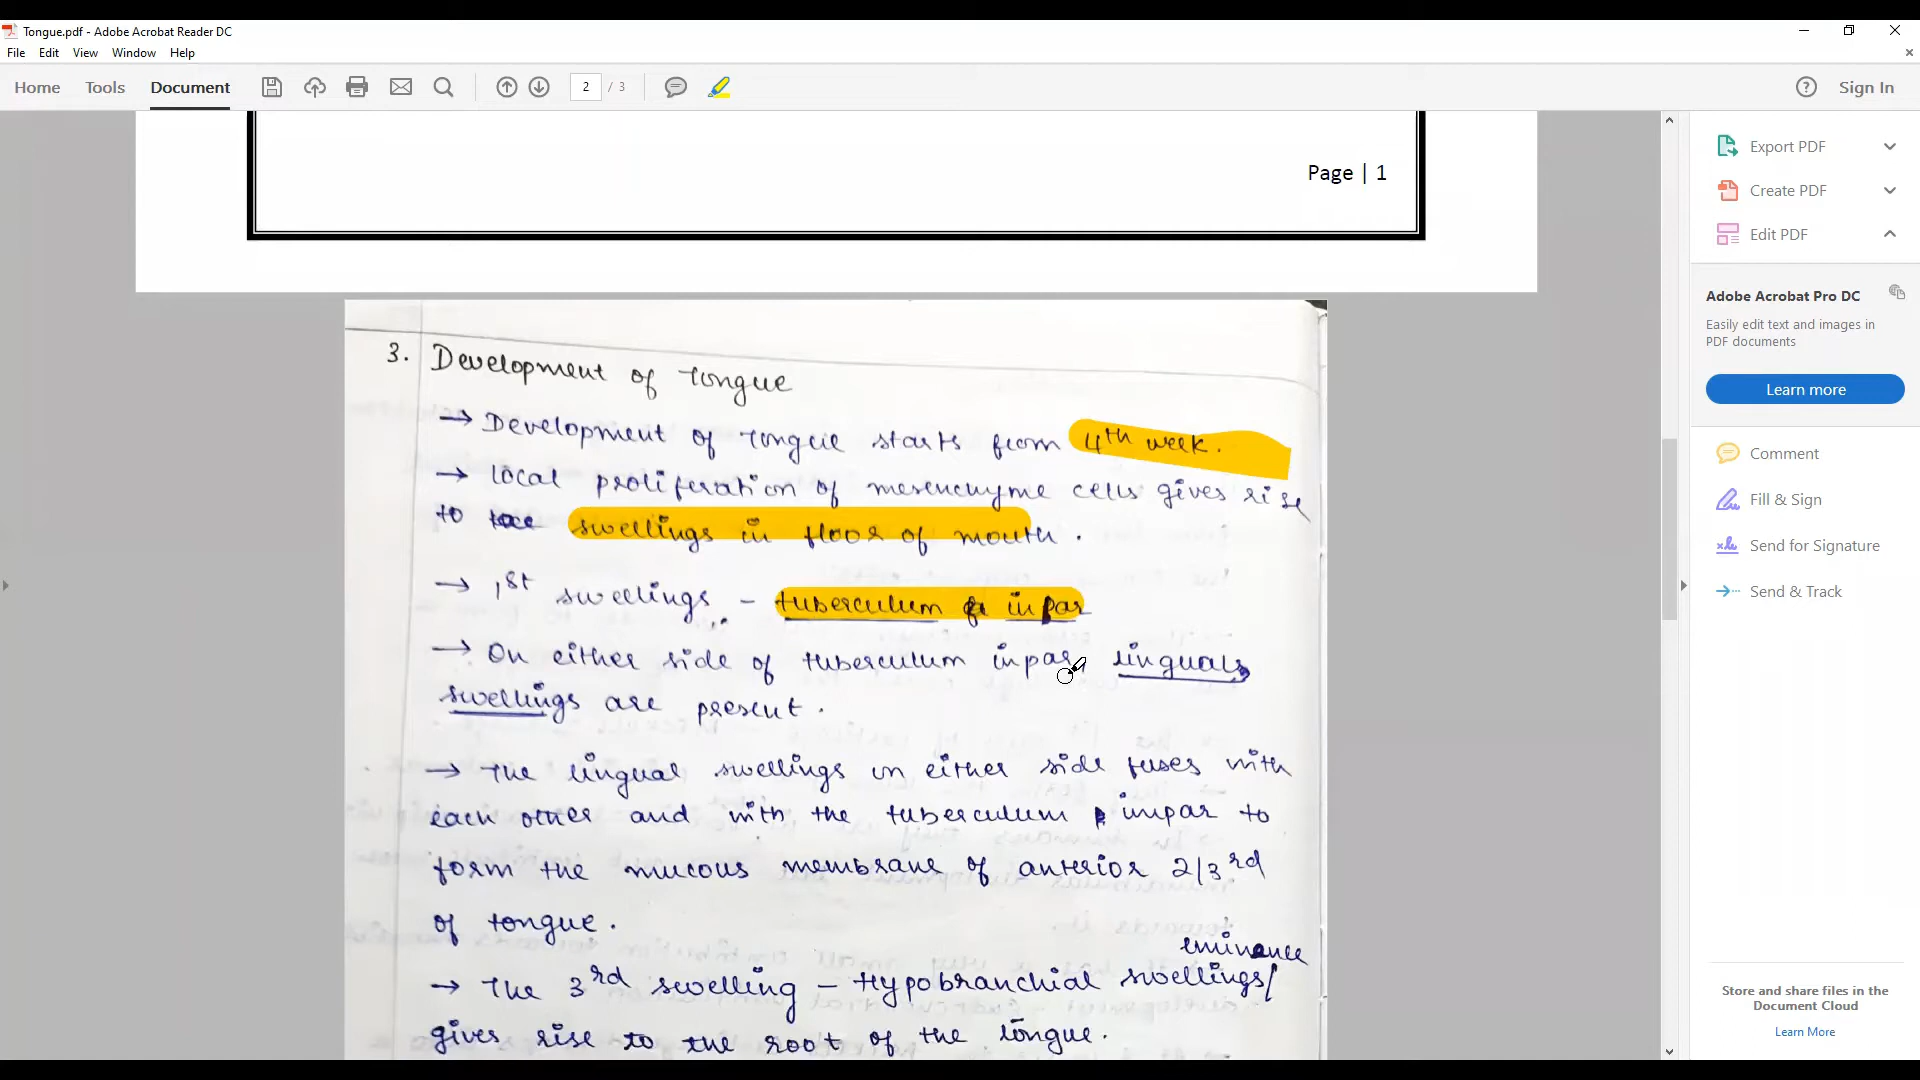 Tongue.pdf - Adobe Acrobat Reader DC
File Edit View Window Help
Home Tools Document 2 / 3 Sign In
Page | 1
3. Development of Tongue
→ Development of tongue starts from 4th week.
→ local proliferation of mesenchyme cells gives rise
to swellings in floor of mouth.
→ 1st swellings - tuberculum impar
→ On either side of tuberculum inpar, linguals
swellings are present.
→ The lingual swellings on either side fuses with
each other and with the tuberculum impar to
form the mucous membrane of anterior 2/3rd
of tongue.
eminence
→ The 3rd swelling - Hypobranchial swellings/
gives rise to the root of the tongue.
Export PDF
Create PDF
Edit PDF
Adobe Acrobat Pro DC
Easily edit text and images in
PDF documents
Learn more
Comment
Fill & Sign
Send for Signature
Send & Track
Store and share files in the
Document Cloud
Learn More